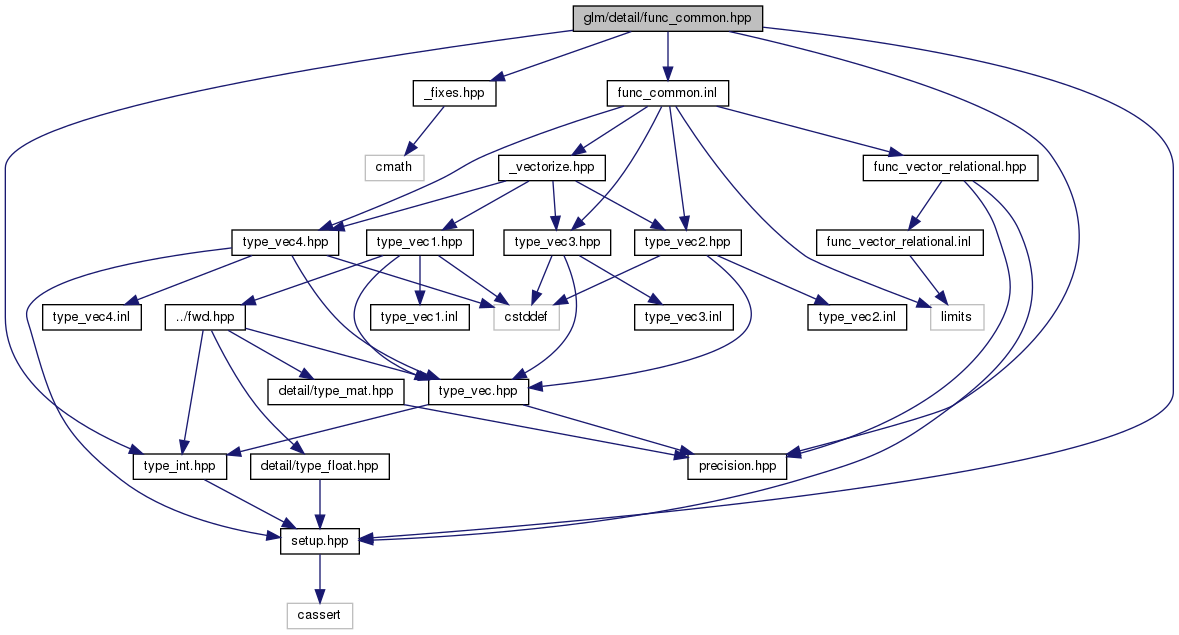 glm/detail/func_common.hpp
_fixes.hpp
func_common.inl
cmath
_vectorize.hpp
func_vector_relational.hpp
type_vec4.hpp
type_vec1.hpp
type_vec3.hpp
type_vec2.hpp
func_vector_relational.inl
type_vec4.inl
../fwd.hpp
type_vec1.inl
cstddef
type_vec3.inl
type_vec2.inl
limits
detail/type_mat.hpp
type_vec.hpp
type_int.hpp
detail/type_float.hpp
precision.hpp
setup.hpp
cassert